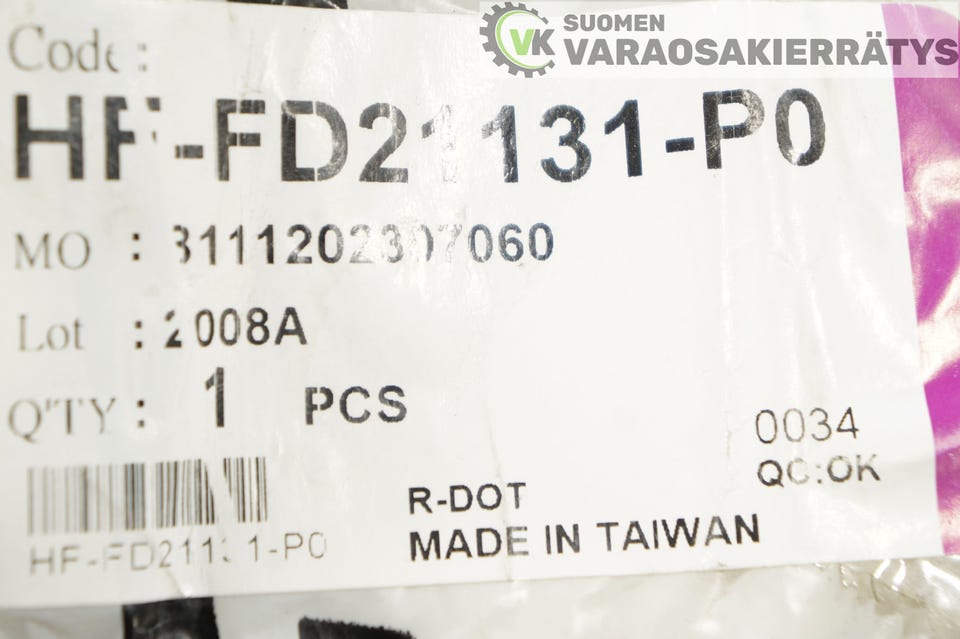 VK SUOMEN
VARAOSAKIERRÄTYS
Code :
HF-FD21131-P0
MO : 3111202307060
Lot : 2008A
Q'TY : 1 PCS
0034
QC:OK
R-DOT
MADE IN TAIWAN
HF-FD21131-P0